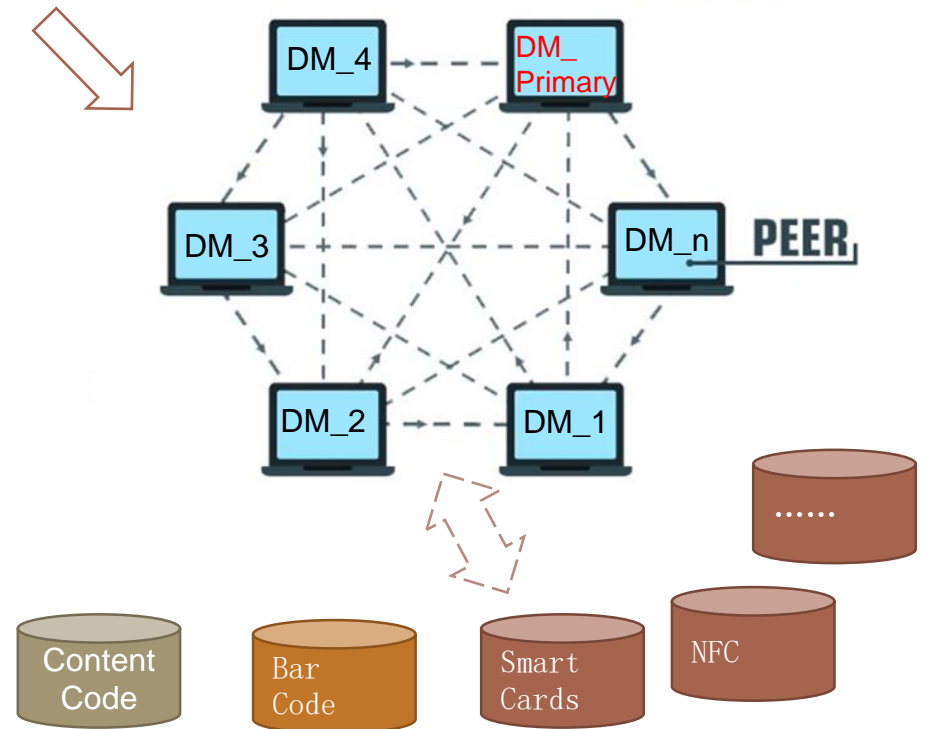 DM_4
DM_
Primary
DM_3
DM_n
PEER
DM_2
DM_1
......
Content
Code
Bar
Code
Smart
Cards
NFC